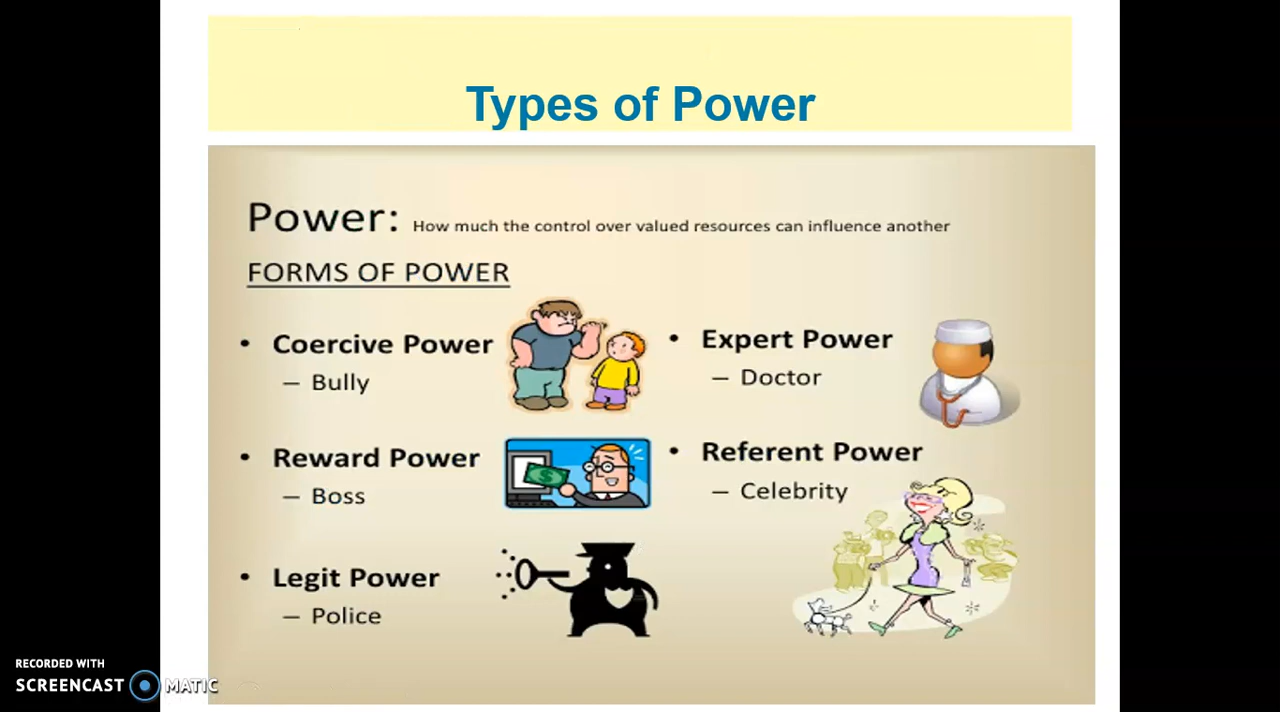 Types of Power
Power: How much the control over valued resources can influence another
FORMS OF POWER
• Coercive Power
– Bully
• Reward Power
– Boss
• Legit Power
– Police
• Expert Power
– Doctor
• Referent Power
– Celebrity
$
RECORDED WITH
SCREENCAST MATIC